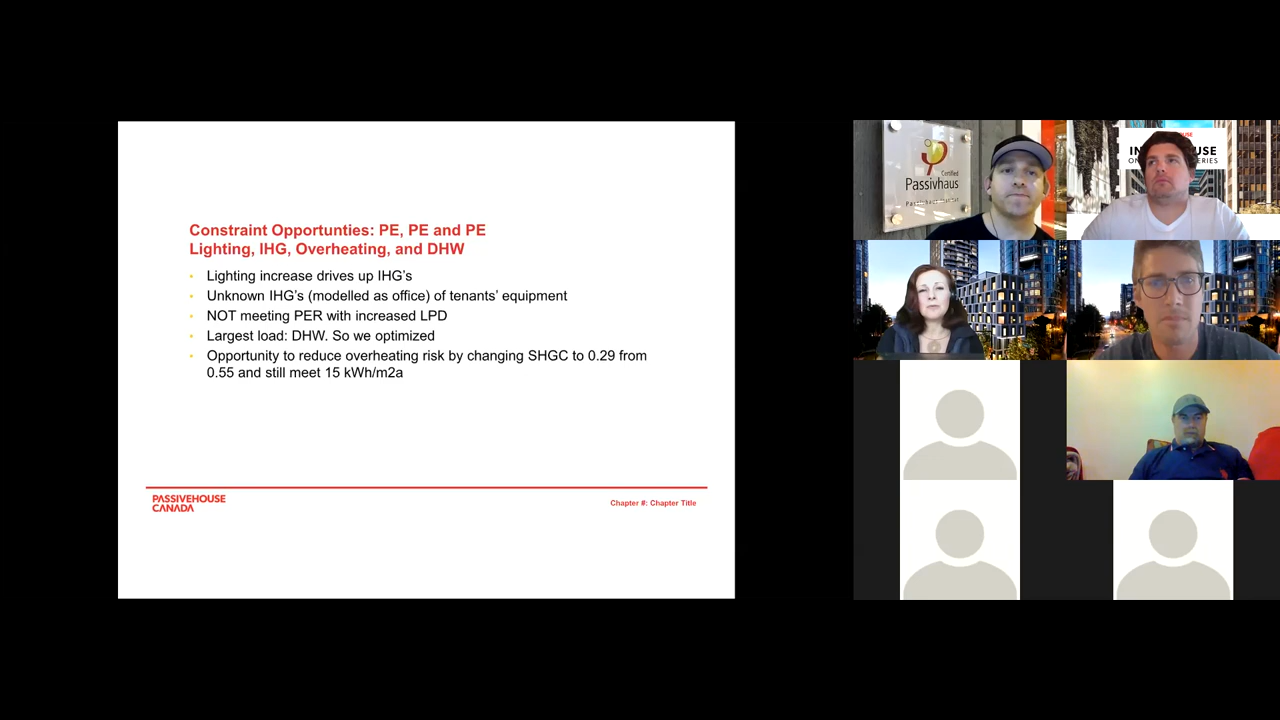 Constraint Opportunties: PE, PE and PE
Lighting, IHG, Overheating, and DHW
• Lighting increase drives up IHG's
• Unknown IHG's (modelled as office) of tenants' equipment
• NOT meeting PER with increased LPD
• Largest load: DHW. So we optimized
• Opportunity to reduce overheating risk by changing SHGC to 0.29 from
0.55 and still meet 15 kWh/m2a
PASSIVEHOUSE
CANADA
Chapter #: Chapter Title
Certified
Passivhaus